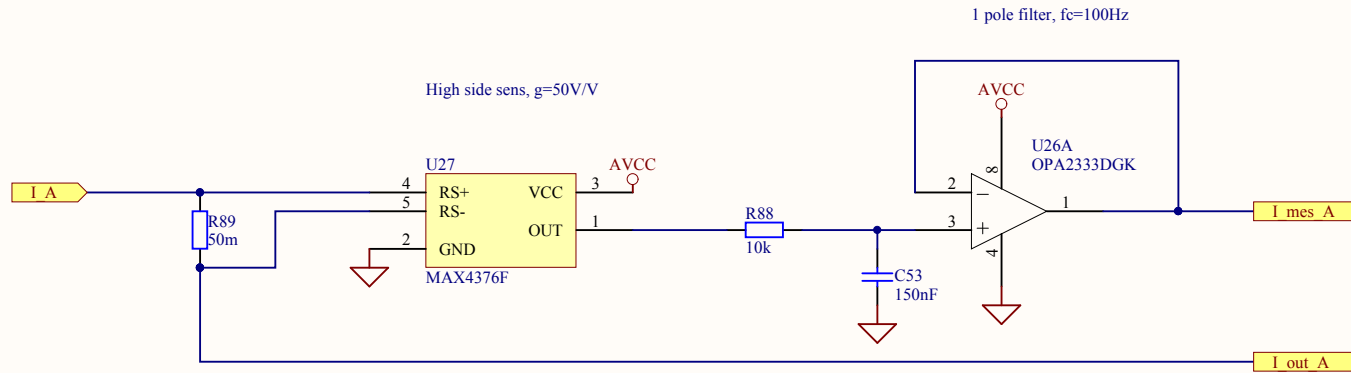 1 pole filter, fc=100Hz
High side sens, g=50V/V
AVCC
U26A
OPA2333DGK
U27
AVCC
8
I_A
4
RS+
VCC
3
2
5
RS-
1
I_mes_A
R89
50m
OUT
1
R88
10k
3
2
GND
4
MAX4376F
C53
150nF
I_out_A